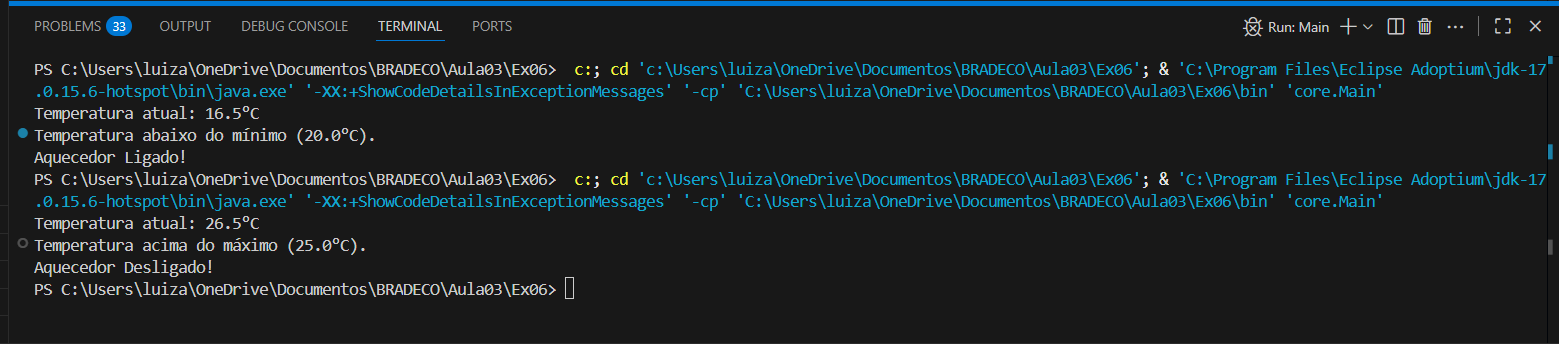 PROBLEMS 33 OUTPUT DEBUG CONSOLE TERMINAL PORTS Run: Main
PS C:\Users\luiza\OneDrive\Documentos\BRADECO\Aula03\Ex06>  c:; cd 'c:\Users\luiza\OneDrive\Documentos\BRADECO\Aula03\Ex06'; & 'C:\Program Files\Eclipse Adoptium\jdk-17
.0.15.6-hotspot\bin\java.exe' '-XX:+ShowCodeDetailsInExceptionMessages' '-cp' 'C:\Users\luiza\OneDrive\Documentos\BRADECO\Aula03\Ex06\bin' 'core.Main'
Temperatura atual: 16.5ºC
Temperatura abaixo do mínimo (20.0ºC).
Aquecedor Ligado!
PS C:\Users\luiza\OneDrive\Documentos\BRADECO\Aula03\Ex06>  c:; cd 'c:\Users\luiza\OneDrive\Documentos\BRADECO\Aula03\Ex06'; & 'C:\Program Files\Eclipse Adoptium\jdk-17
.0.15.6-hotspot\bin\java.exe' '-XX:+ShowCodeDetailsInExceptionMessages' '-cp' 'C:\Users\luiza\OneDrive\Documentos\BRADECO\Aula03\Ex06\bin' 'core.Main'
Temperatura atual: 26.5ºC
Temperatura acima do máximo (25.0ºC).
Aquecedor Desligado!
PS C:\Users\luiza\OneDrive\Documentos\BRADECO\Aula03\Ex06>